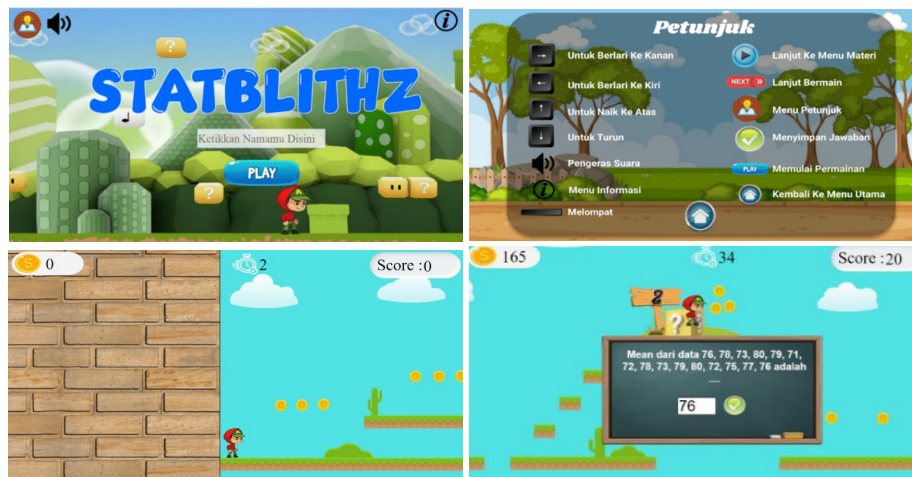 STATBLITHZ
Ketikkan Namamu Disini
PLAY
Petunjuk
Untuk Berlari Ke Kanan
Untuk Berlari Ke Kiri
Untuk Naik Ke Atas
Untuk Turun
Pengeras Suara
Menu Informasi
Melompat
Lanjut Ke Menu Materi
NEXT Lanjut Bermain
Menu Petunjuk
Menyimpan Jawaban
PLAY Memulai Permainan
Kembali Ke Menu Utama
0
2
Score :0
165
34
Score :20
2
Mean dari data 76, 78, 73, 80, 79, 71,
72, 78, 73, 79, 80, 72, 75, 77, 76 adalah
....
76